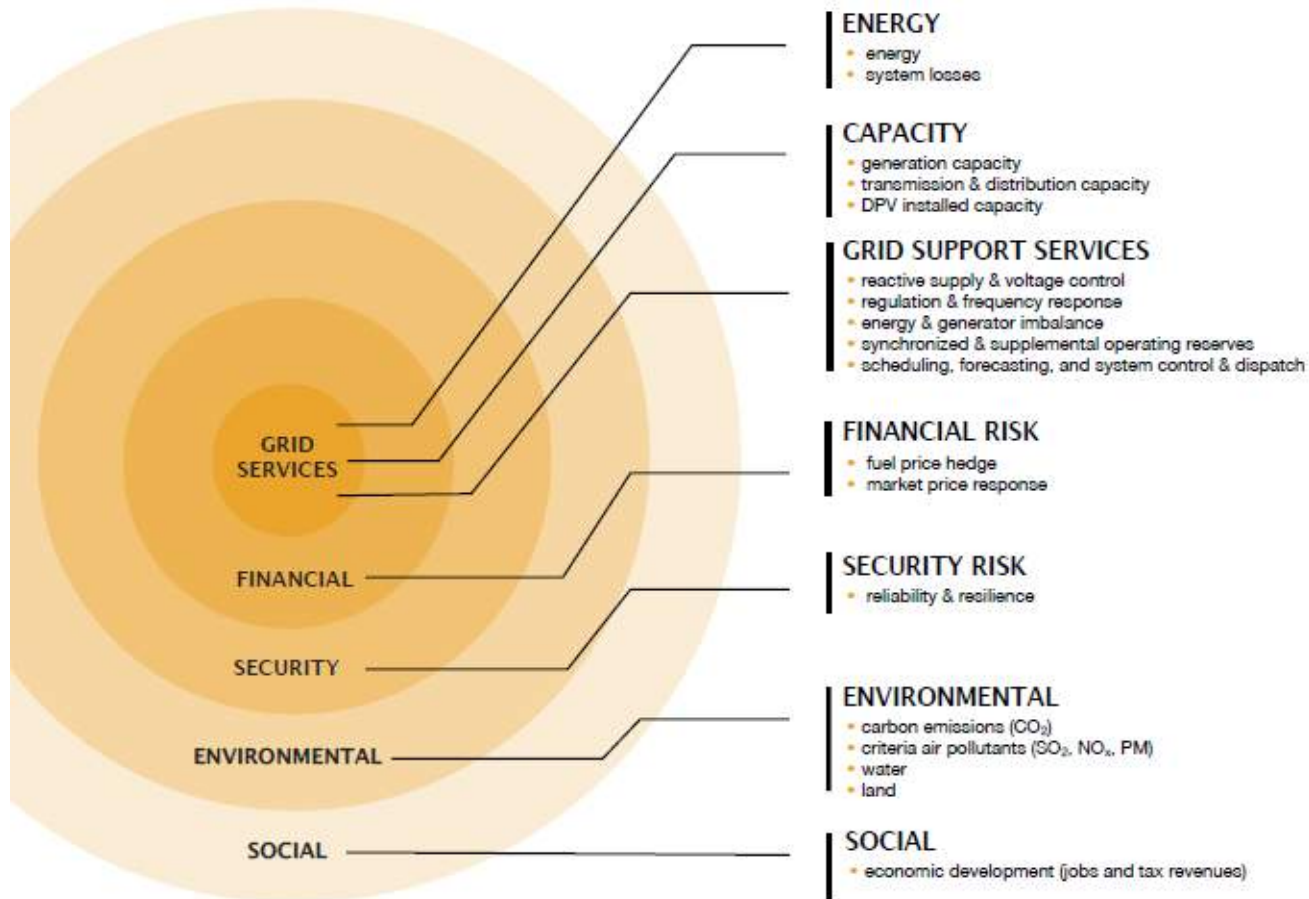 GRID
SERVICES
FINANCIAL
SECURITY
ENVIRONMENTAL
SOCIAL
ENERGY
• energy
• system losses
CAPACITY
• generation capacity
• transmission & distribution capacity
• DPV installed capacity
GRID SUPPORT SERVICES
• reactive supply & voltage control
• regulation & frequency response
• energy & generator imbalance
• synchronized & supplemental operating reserves
• scheduling, forecasting, and system control & dispatch
FINANCIAL RISK
• fuel price hedge
• market price response
SECURITY RISK
• reliability & resilience
ENVIRONMENTAL
• carbon emissions (CO₂)
• criteria air pollutants (SO₂, NOₓ, PM)
• water
• land
SOCIAL
• economic development (jobs and tax revenues)